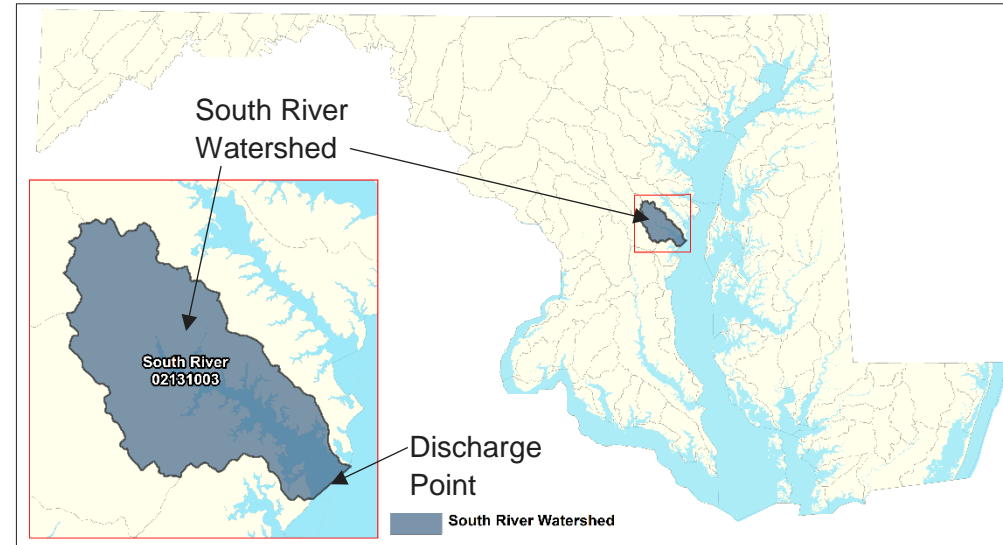 South River
Watershed
South River
02131003
Discharge
Point
South River Watershed